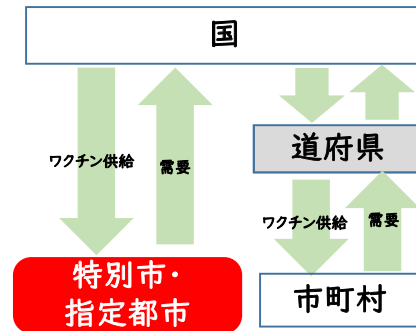 国
道府県
ワクチン供給
需要
ワクチン供給
需要
特別市・
指定都市
市町村